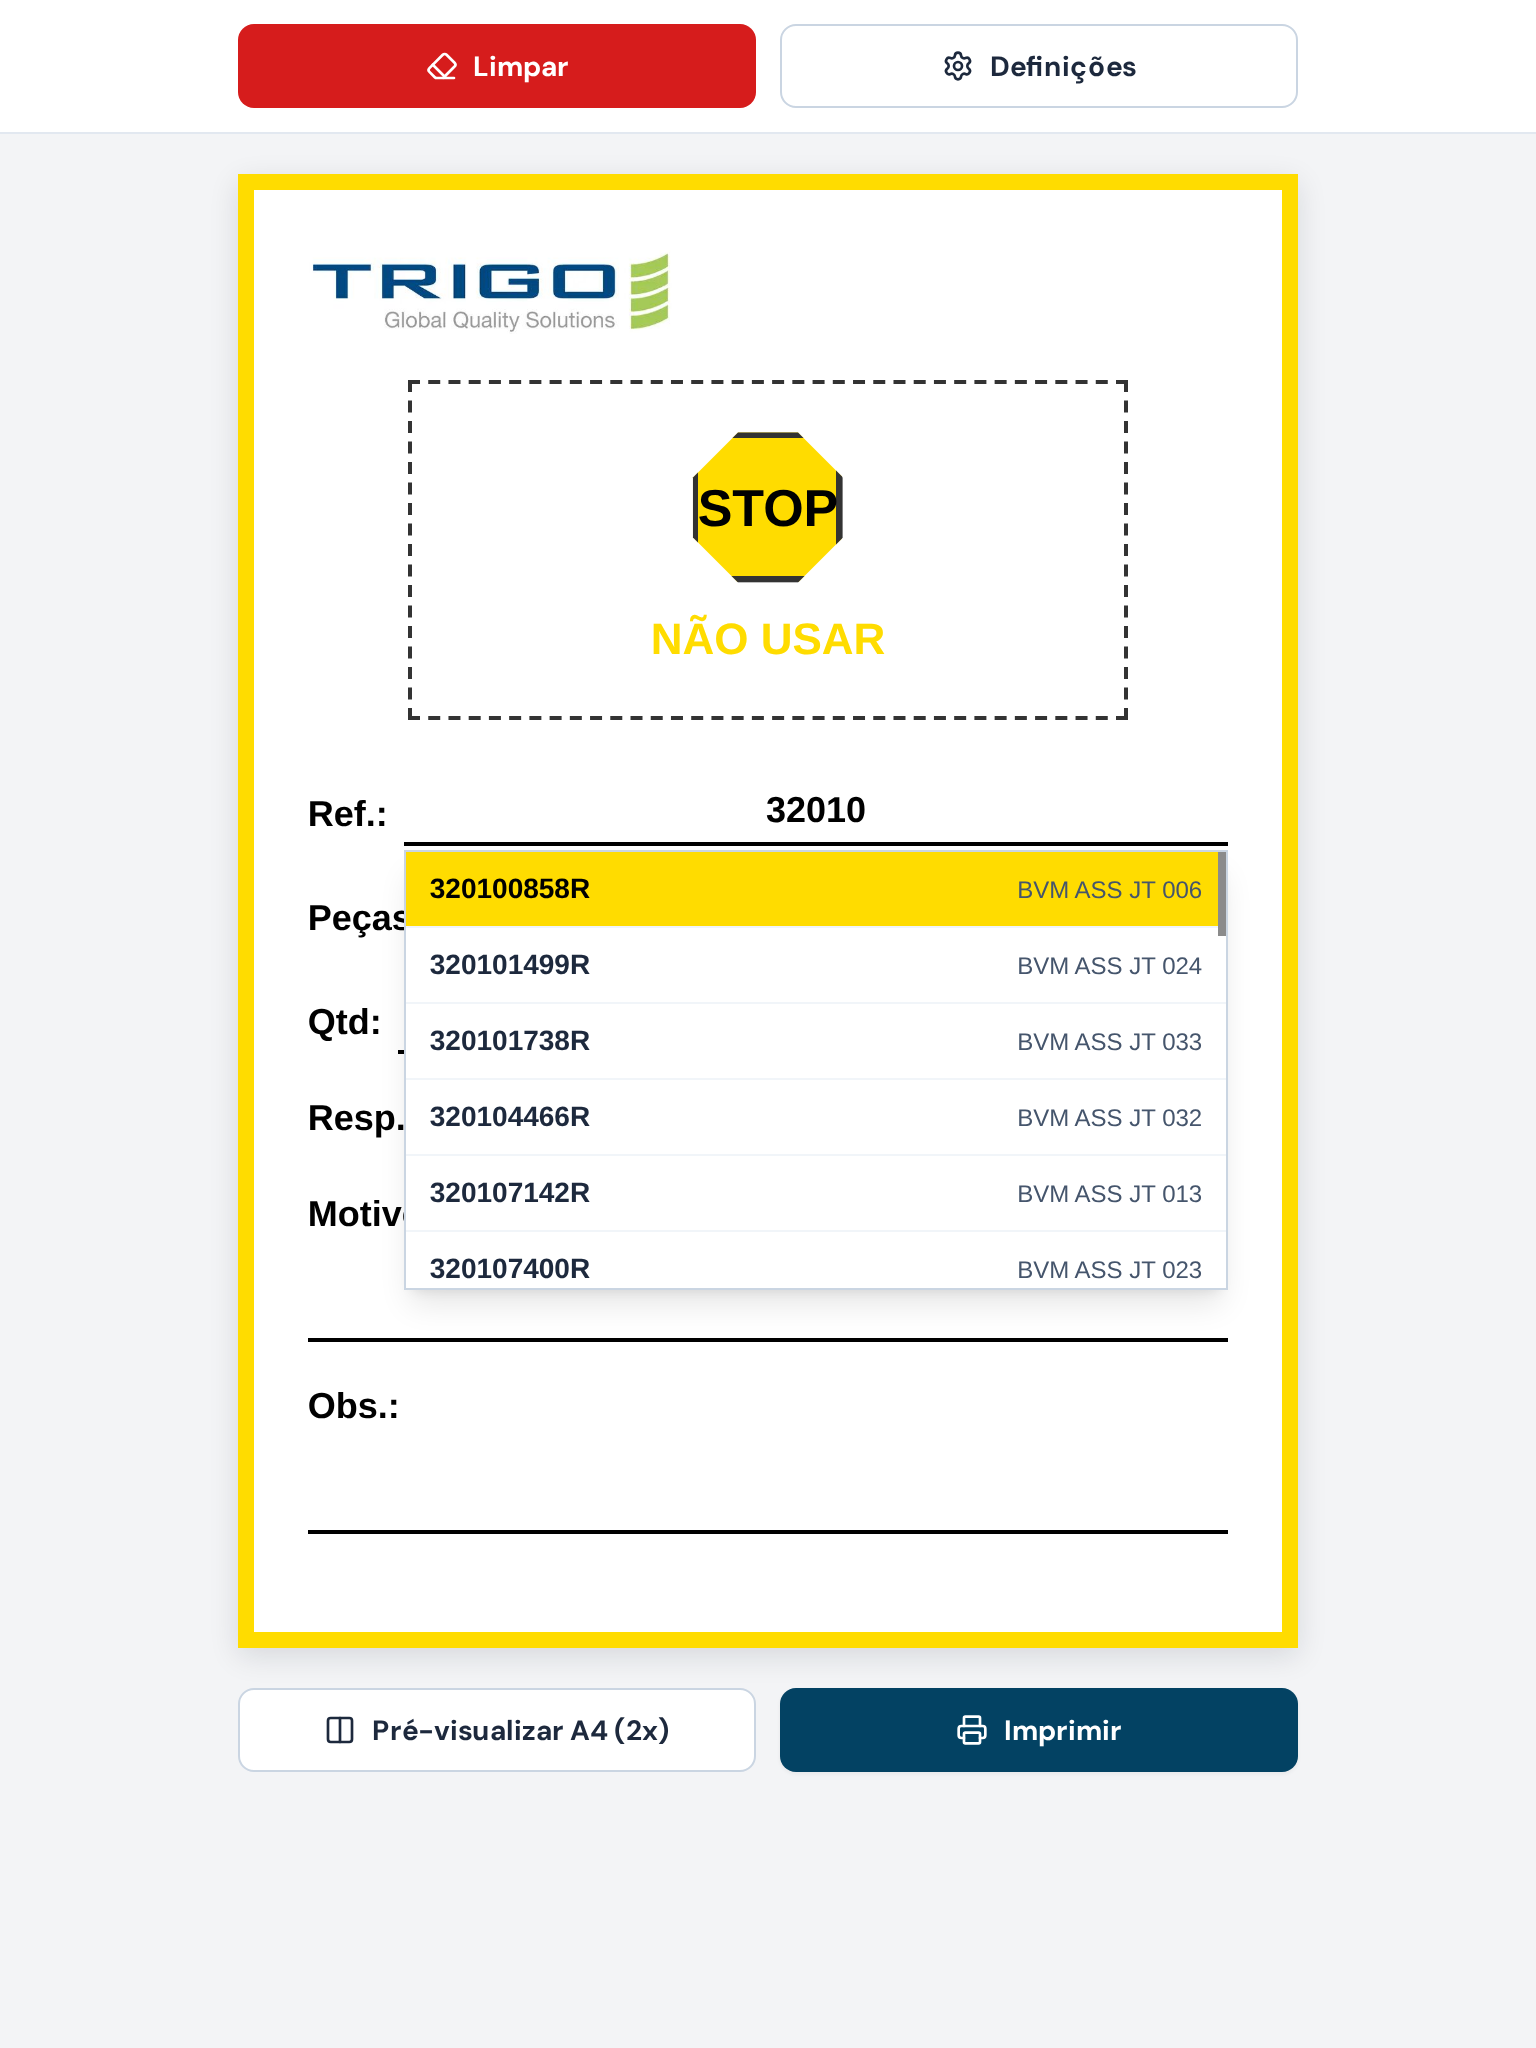 Limpar
Definições
TRIGO
Global Quality Solutions
STOP
NÃO USAR
Ref.: 32010
320100858R BVM ASS JT 006
Peças
320101499R BVM ASS JT 024
Qtd:
320101738R BVM ASS JT 033
Resp.
320104466R BVM ASS JT 032
320107142R BVM ASS JT 013
Motivo
320107400R BVM ASS JT 023
Obs.:
Pré-visualizar A4 (2x)
Imprimir